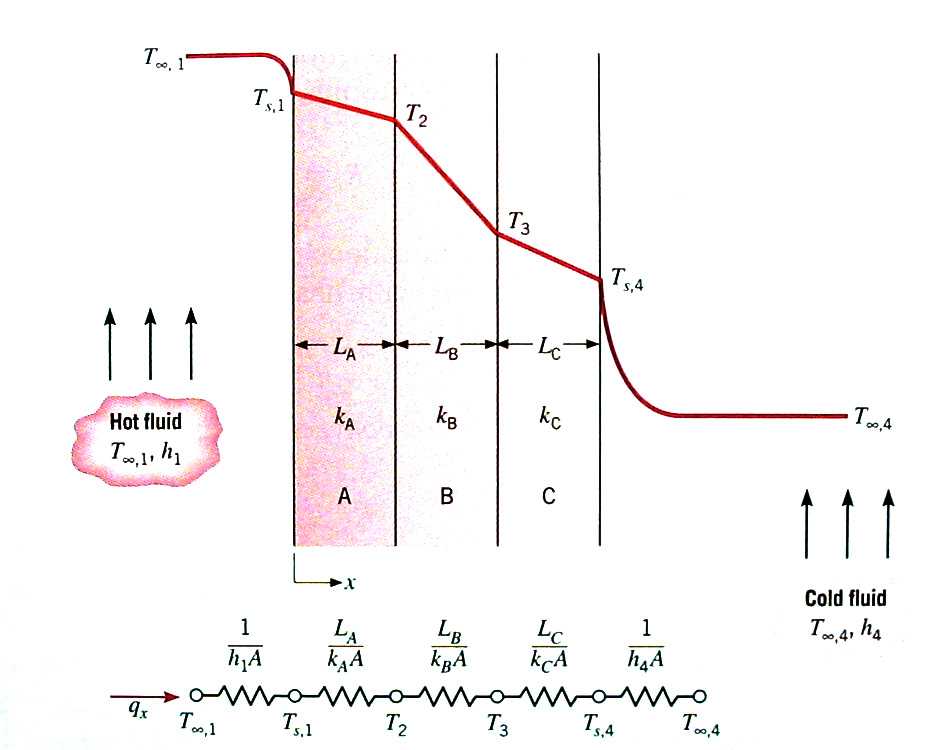 T∞, 1
Ts,1
T2
T3
Ts,4
T∞,4
LA LB LC
Hot fluid
T∞,1, h1
kA kB kC
A B C
x
Cold fluid
T∞,4, h4
1/h1A LA/kAA LB/kBA LC/kCA 1/h4A
qx
T∞,1 Ts,1 T2 T3 Ts,4 T∞,4